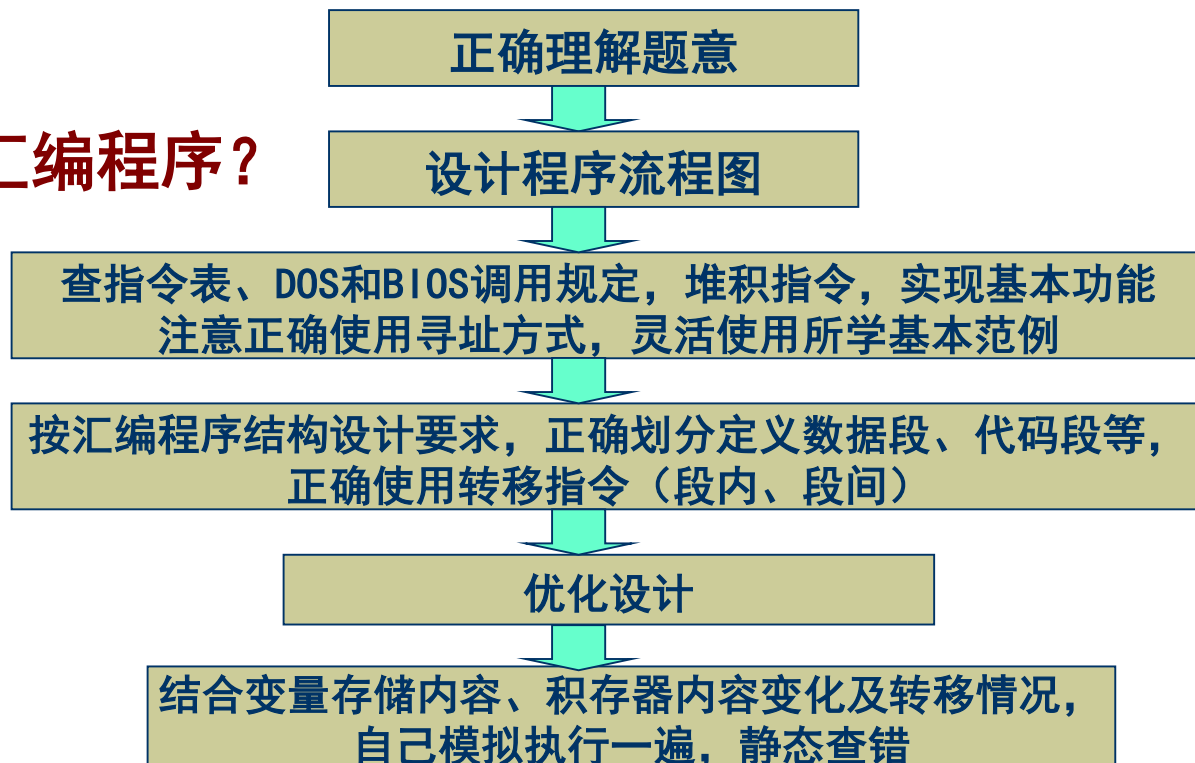 正确理解题意
汇编程序?
设计程序流程图
查指令表、DOS和BIOS调用规定，堆积指令，实现基本功能
注意正确使用寻址方式，灵活使用所学基本范例
按汇编程序结构设计要求，正确划分定义数据段、代码段等，
正确使用转移指令（段内、段间）
优化设计
结合变量存储内容、积存器内容变化及转移情况，
自己模拟执行一遍，静态查错